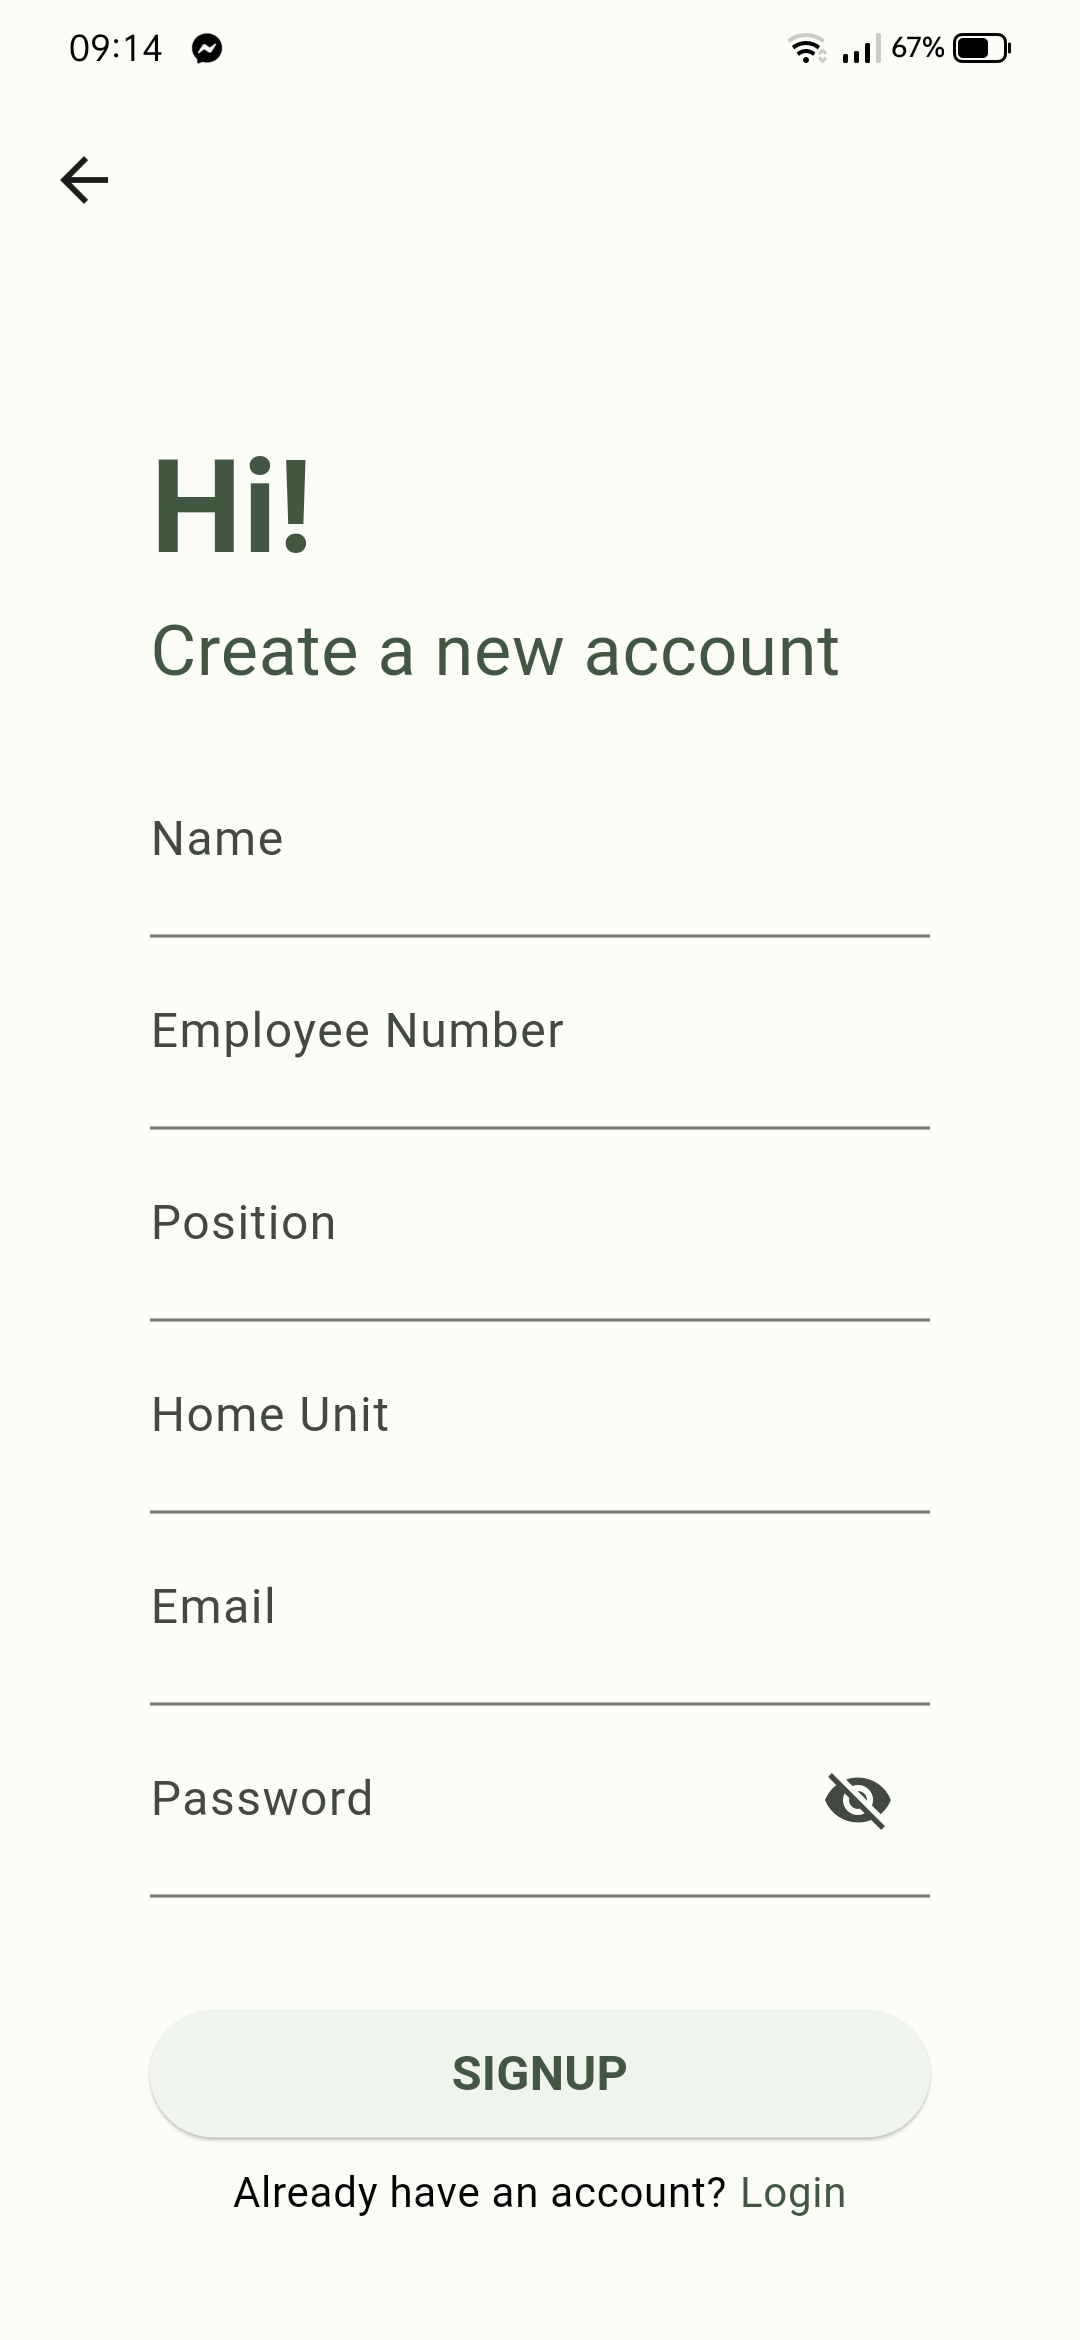 09:14
67%
Hi!
Create a new account
Name
Employee Number
Position
Home Unit
Email
Password
SIGNUP
Already have an account? Login